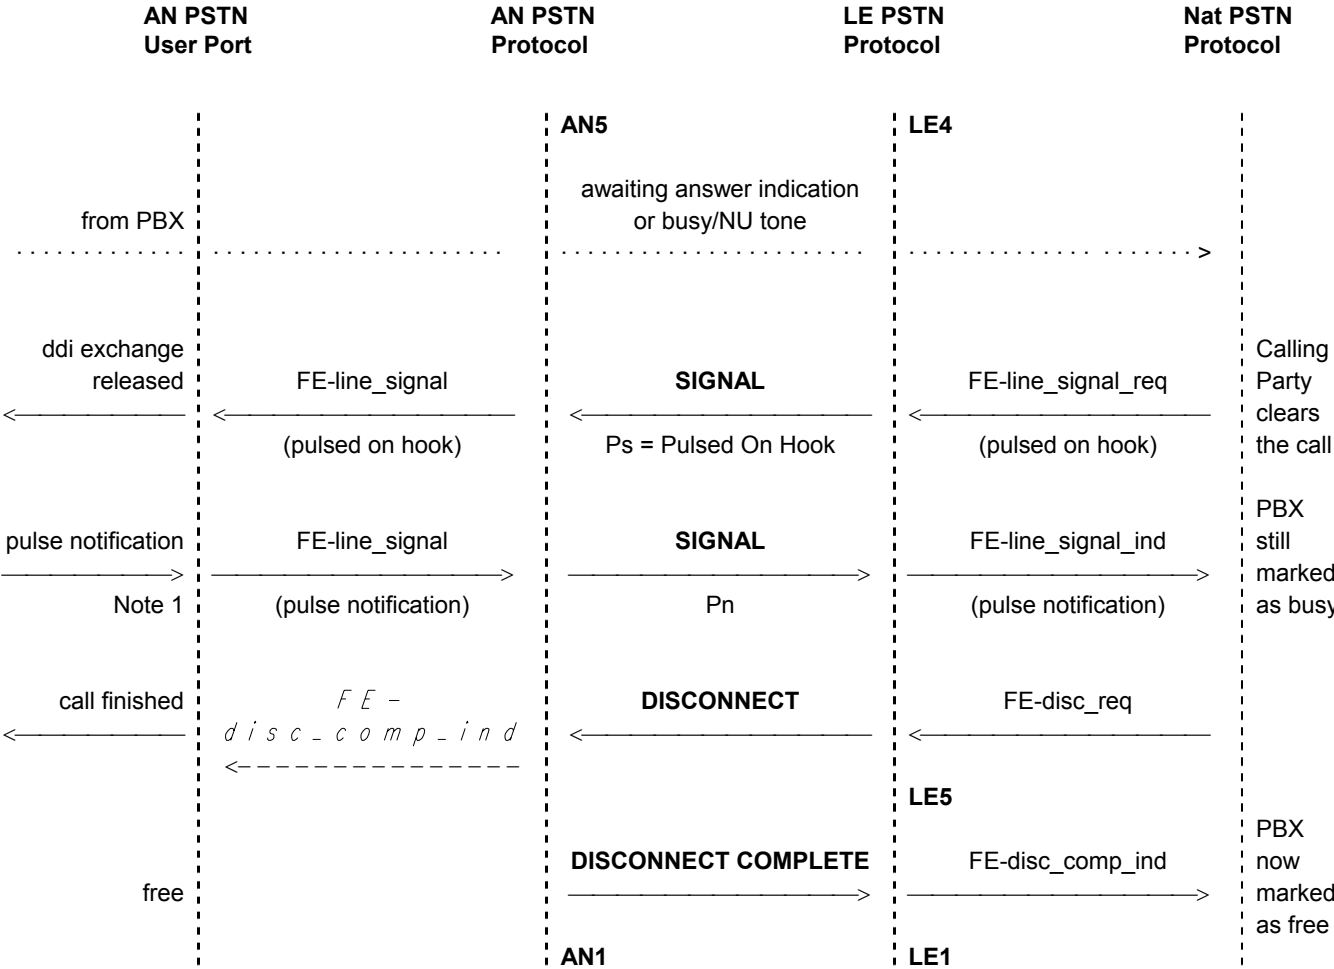 AN PSTN User Port
AN PSTN Protocol
LE PSTN Protocol
Nat PSTN Protocol
AN5
LE4
from PBX
awaiting answer indication
or busy/NU tone
ddi exchange
released
FE-line_signal
(pulsed on hook)
SIGNAL
Ps = Pulsed On Hook
FE-line_signal_req
(pulsed on hook)
Calling
Party
clears
the call
pulse notification
Note 1
FE-line_signal
(pulse notification)
SIGNAL
Pn
FE-line_signal_ind
(pulse notification)
PBX
still
marked
as busy
call finished
FE-
disc_comp_ind
DISCONNECT
FE-disc_req
LE5
free
DISCONNECT COMPLETE
FE-disc_comp_ind
PBX
now
marked
as free
AN1
LE1